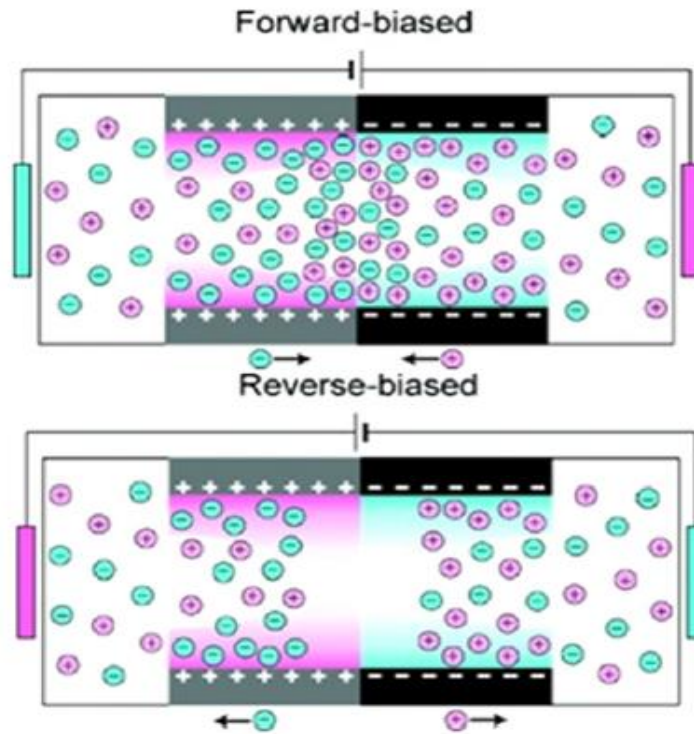 Forward-biased
+ + + + + + + − − − − − − − −
+ + + + + + + − − − − − − − −
Reverse-biased
+ + + + + + + − − − − − − − −
+ + + + + + + − − − − − − − −